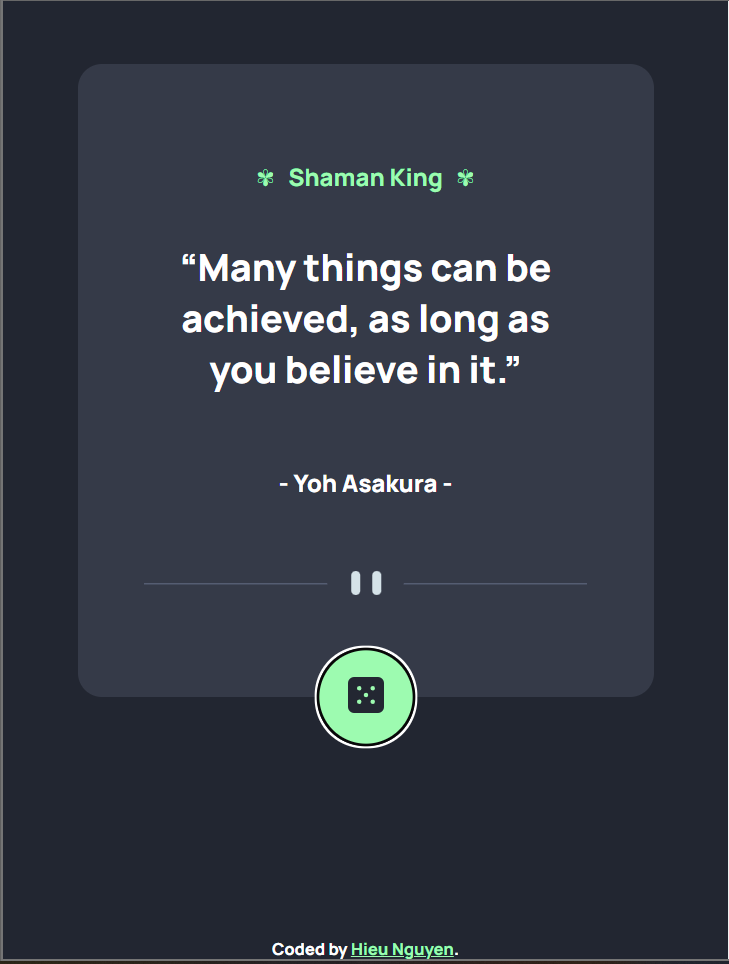 ✾ Shaman King ✾
“Many things can be
achieved, as long as
you believe in it.”
- Yoh Asakura -
Coded by Hieu Nguyen.